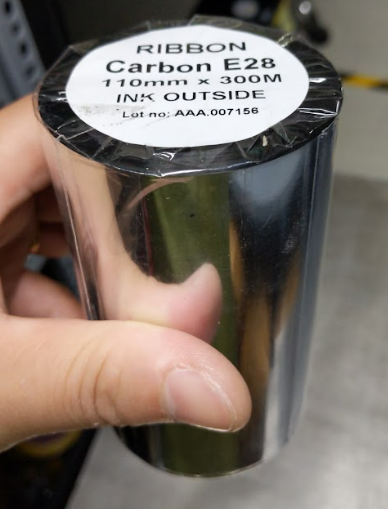 RIBBON
Carbon E28
110mm x 300M
INK OUTSIDE
Lot no: AAA.007156